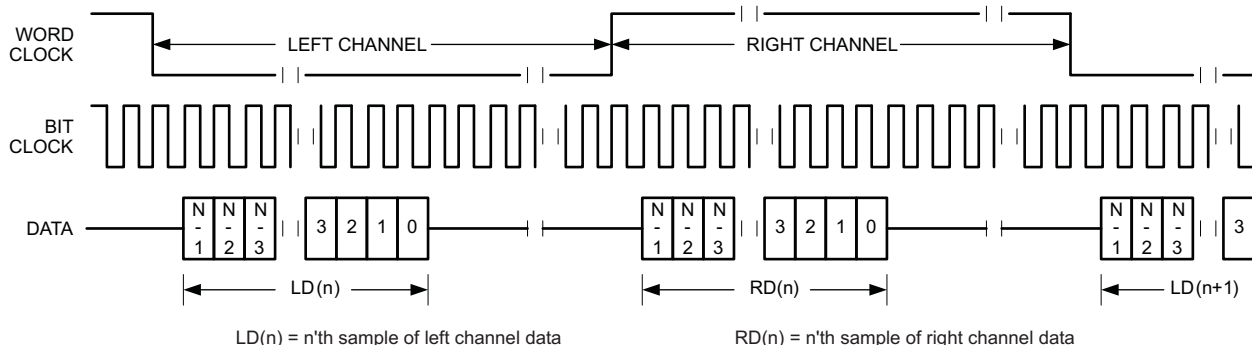 WORD
CLOCK
LEFT CHANNEL
RIGHT CHANNEL
BIT
CLOCK
DATA
N
-
1
N
-
2
N
-
3
3
2
1
0
N
-
1
N
-
2
N
-
3
3
2
1
0
N
-
1
N
-
2
N
-
3
3
LD(n)
RD(n)
LD(n+1)
LD(n) = n'th sample of left channel data
RD(n) = n'th sample of right channel data